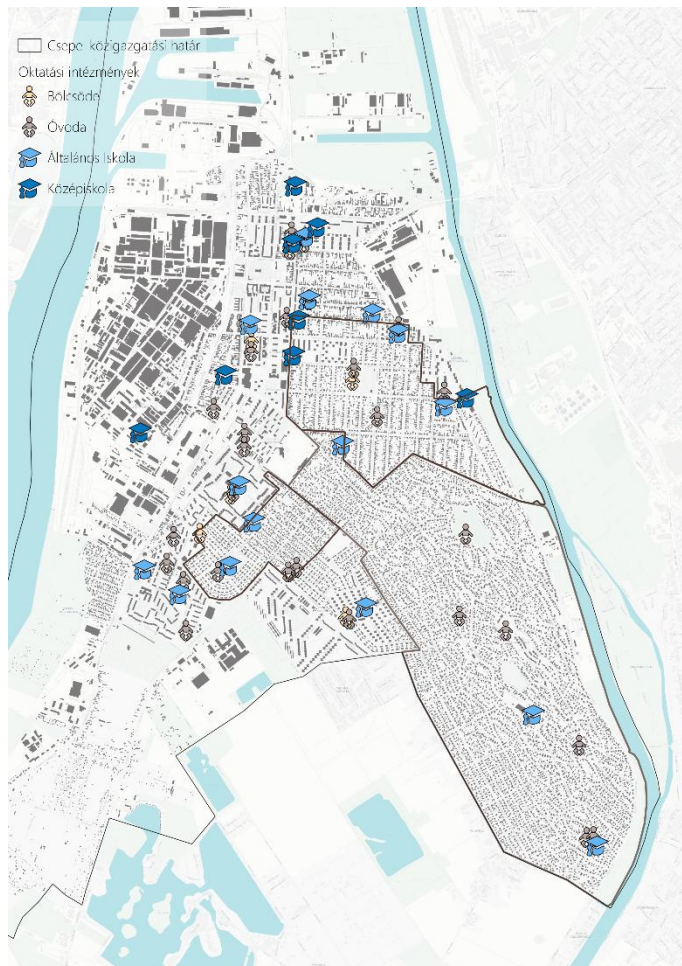 Csepel közigazgatási határ
Oktatási intézmények
Bölcsőde
Óvoda
Általános Iskola
Középiskola